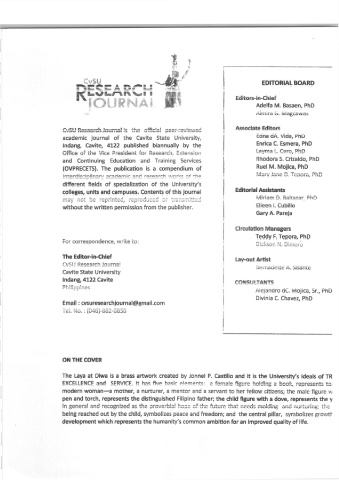 CvSU
RESEARCH
JOURNAL
CvSU Research Journal is the official peer-reviewed
academic journal of the Cavite State University,
Indang, Cavite, 4122 published biannually by the
Office of the Vice President for Research, Extension
and Continuing Education and Training Services
(OVPRECETS). The publication is a compendium of
interdisciplinary academic and research works of the
different fields of specialization of the University's
colleges, units and campuses. Contents of this journal
may not be reprinted, reproduced or transmitted
without the written permission from the publisher.
For correspondence, write to:
The Editor-in-Chief
CvSU Research Journal
Cavite State University
Indang, 4122 Cavite
Philippines
Email : cvsuresearchjournal@gmail.com
Tel. No. : (046)-862-0850
EDITORIAL BOARD
Editors-in-Chief
Adelfa M. Basaen, PhD
Almira G. Magcawas
Associate Editors
Edna dA. Vida, PhD
Enrica C. Esmera, PhD
Leyma L. Cero, PhD
Rhodora S. Crizaldo, PhD
Ruel M. Mojica, PhD
Mary Jane D. Tepora, PhD
Editorial Assistants
Miriam D. Baltazar, PhD
Eileen I. Cubillo
Gary A. Pareja
Circulation Managers
Teddy F. Tepora, PhD
Dickson N. Dimero
Lay-out Artist
Bernadette A.
CONSULTANTS
Alejandro dC. Mojica, Sr., PhD
Divinia C. Chavez, PhD
ON THE COVER
The Laya at Diwa is a brass artwork created by Jonnel P. Castillo and it is the University's ideals of TR
EXCELLENCE and SERVICE. It has five basic elements: a female figure holding a book, represents to
modern woman—a mother, a nurturer, a mentor and a servant to her fellow citizens; the male figure w
pen and torch, represents the distinguished Filipino father; the child figure with a dove, represents the y
in general and recognized as the proverbial hope of the future that needs molding and nurturing; the
being reached out by the child, symbolizes peace and freedom; and the central pillar, symbolizes growth
development which represents the humanity's common ambition for an improved quality of life.